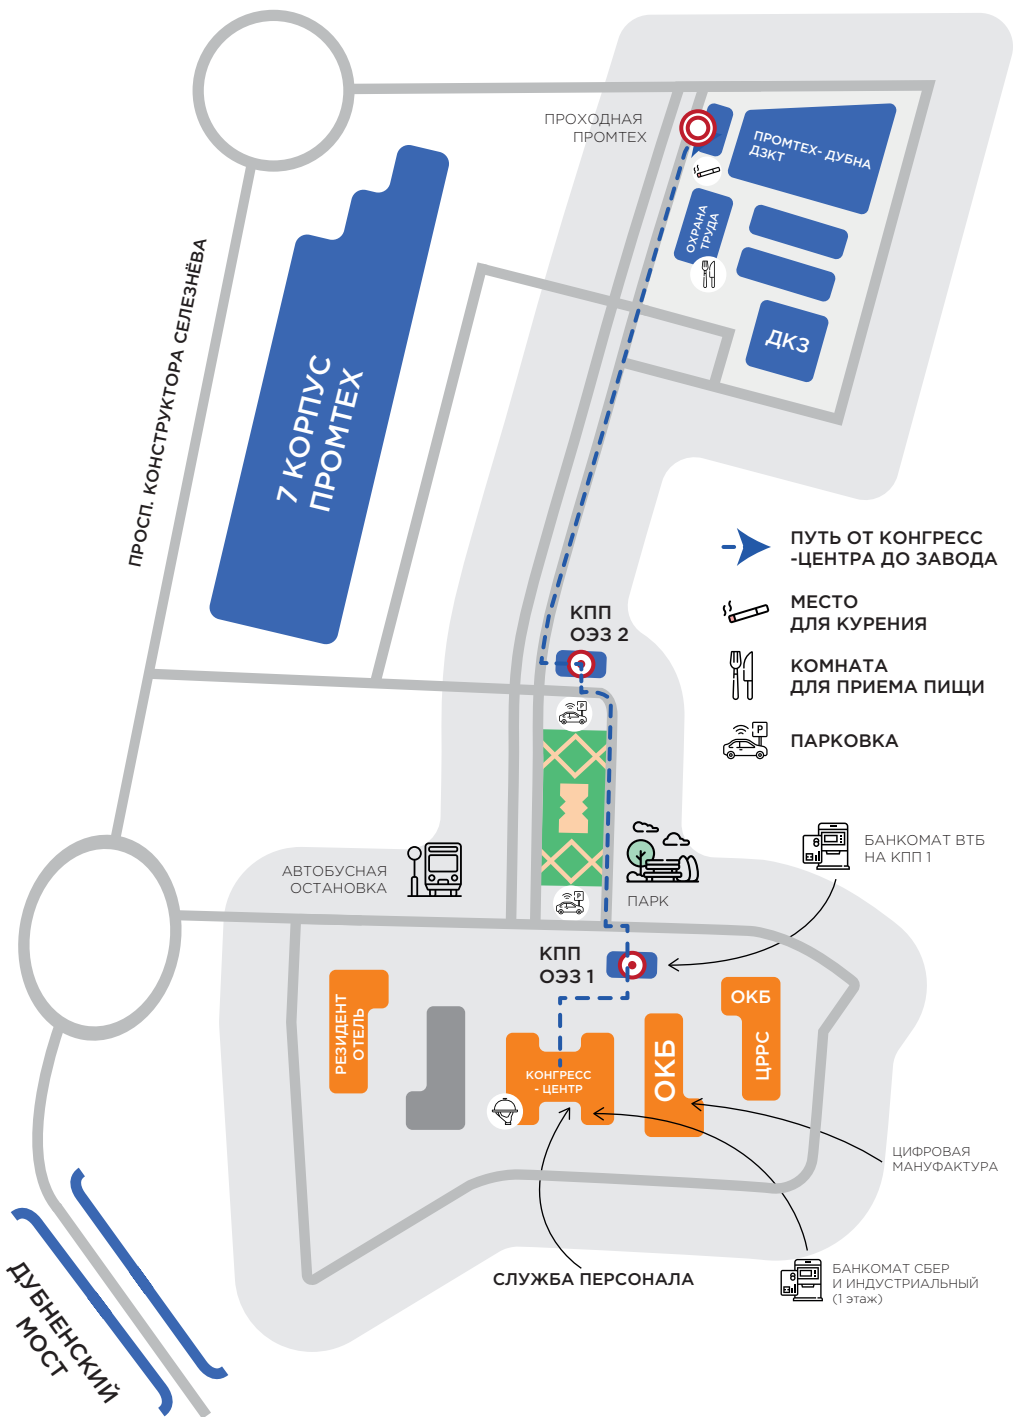 ПРОХОДНАЯ
ПРОМТЕХ
ПРОМТЕХ- ДУБНА
ДЗКТ
ОХРАНА
ТРУДА
ДКЗ
ПРОСП. КОНСТРУКТОРА СЕЛЕЗНЁВА
7 КОРПУС
ПРОМТЕХ
ПУТЬ ОТ КОНГРЕСС
-ЦЕНТРА ДО ЗАВОДА
МЕСТО
ДЛЯ КУРЕНИЯ
КОМНАТА
ДЛЯ ПРИЕМА ПИЩИ
P
ПАРКОВКА
КПП
ОЭЗ 2
P
БАНКОМАТ ВТБ
НА КПП 1
АВТОБУСНАЯ
ОСТАНОВКА
P
ПАРК
КПП
ОЭЗ 1
РЕЗИДЕНТ
ОТЕЛЬ
КОНГРЕСС
- ЦЕНТР
ОКБ
ОКБ
ЦРРС
ЦИФРОВАЯ
МАНУФАКТУРА
СЛУЖБА ПЕРСОНАЛА
БАНКОМАТ СБЕР
И ИНДУСТРИАЛЬНЫЙ
(1 этаж)
ДУБНЕНСКИЙ
МОСТ